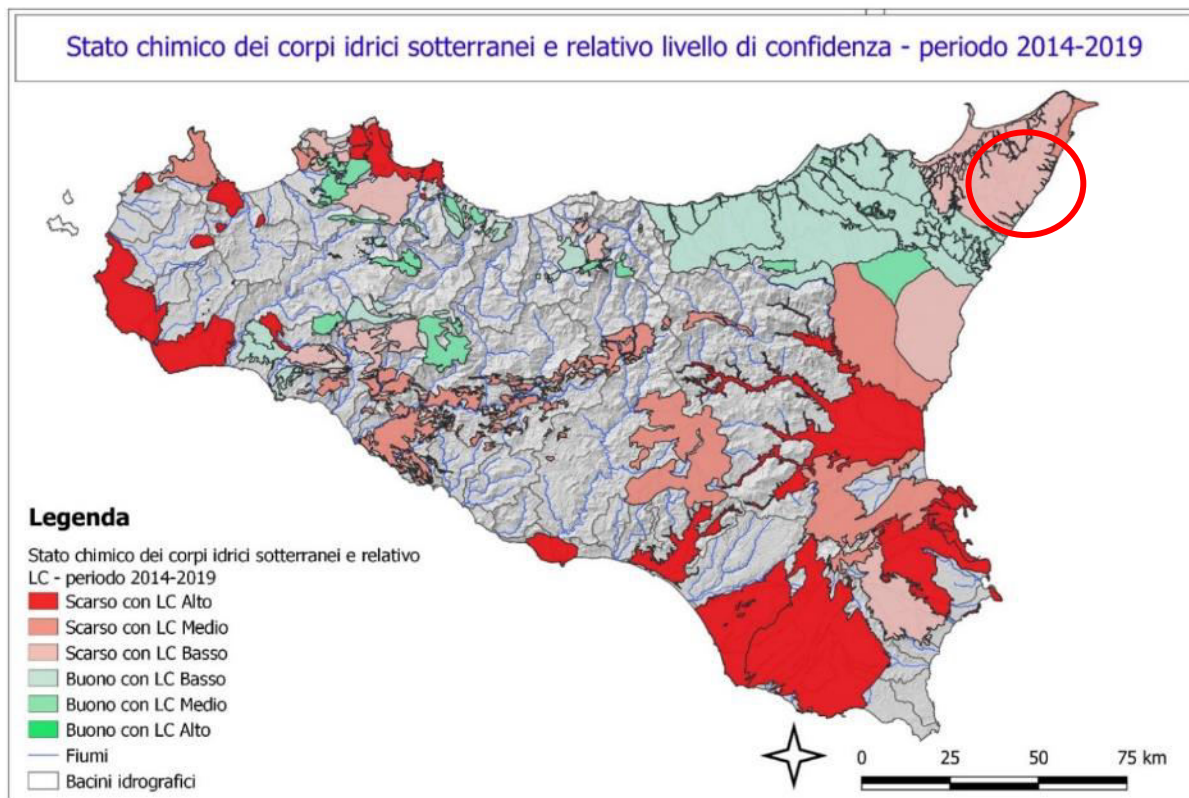 Stato chimico dei corpi idrici sotterranei e relativo livello di confidenza - periodo 2014-2019
Legenda
Stato chimico dei corpi idrici sotterranei e relativo
LC - periodo 2014-2019
Scarso con LC Alto
Scarso con LC Medio
Scarso con LC Basso
Buono con LC Basso
Buono con LC Medio
Buono con LC Alto
Fiumi
Bacini idrografici
0 25 50 75 km